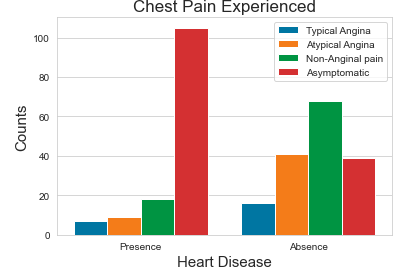 Chest Pain Experienced
Typical Angina
Atypical Angina
Non-Anginal pain
Asymptomatic
100
80
60
40
20
0
Counts
Presence
Absence
Heart Disease